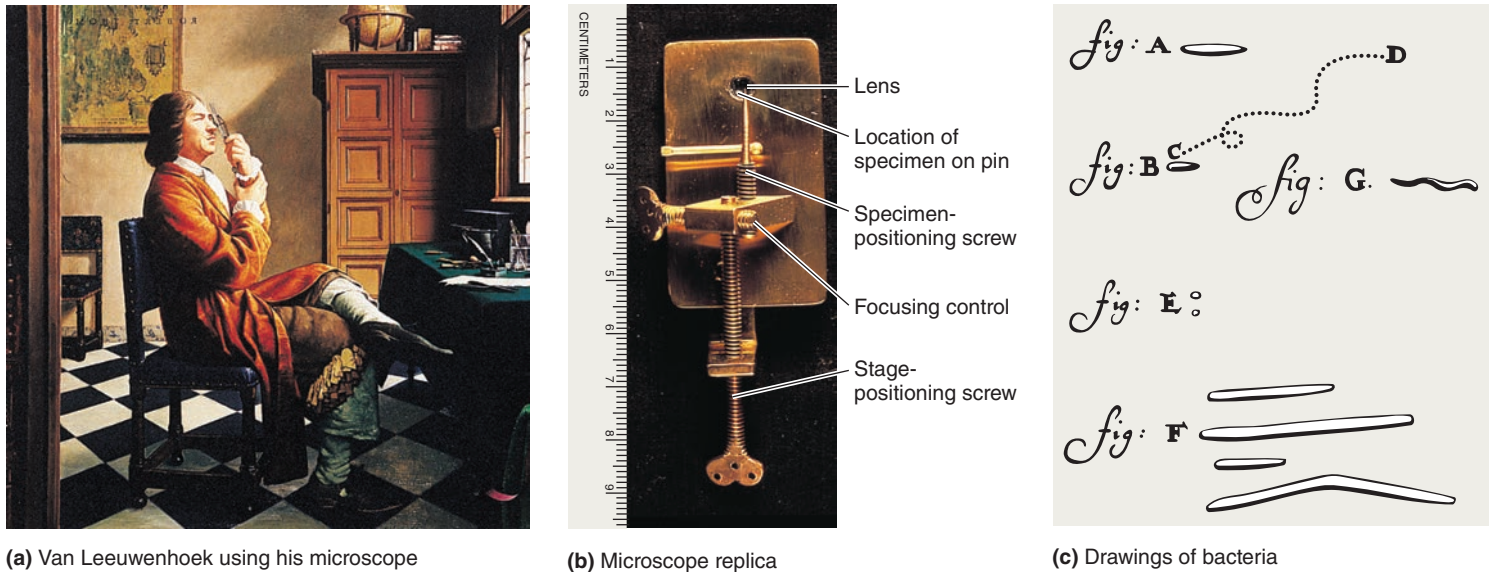 CENTIMETERS
1
2
3
4
5
6
7
8
9
Lens
Location of
specimen on pin
Specimen-
positioning screw
Focusing control
Stage-
positioning screw
fig: A
D
C
fig: B
fig: G.
fig: E
fig: F
(a) Van Leeuwenhoek using his microscope
(b) Microscope replica
(c) Drawings of bacteria